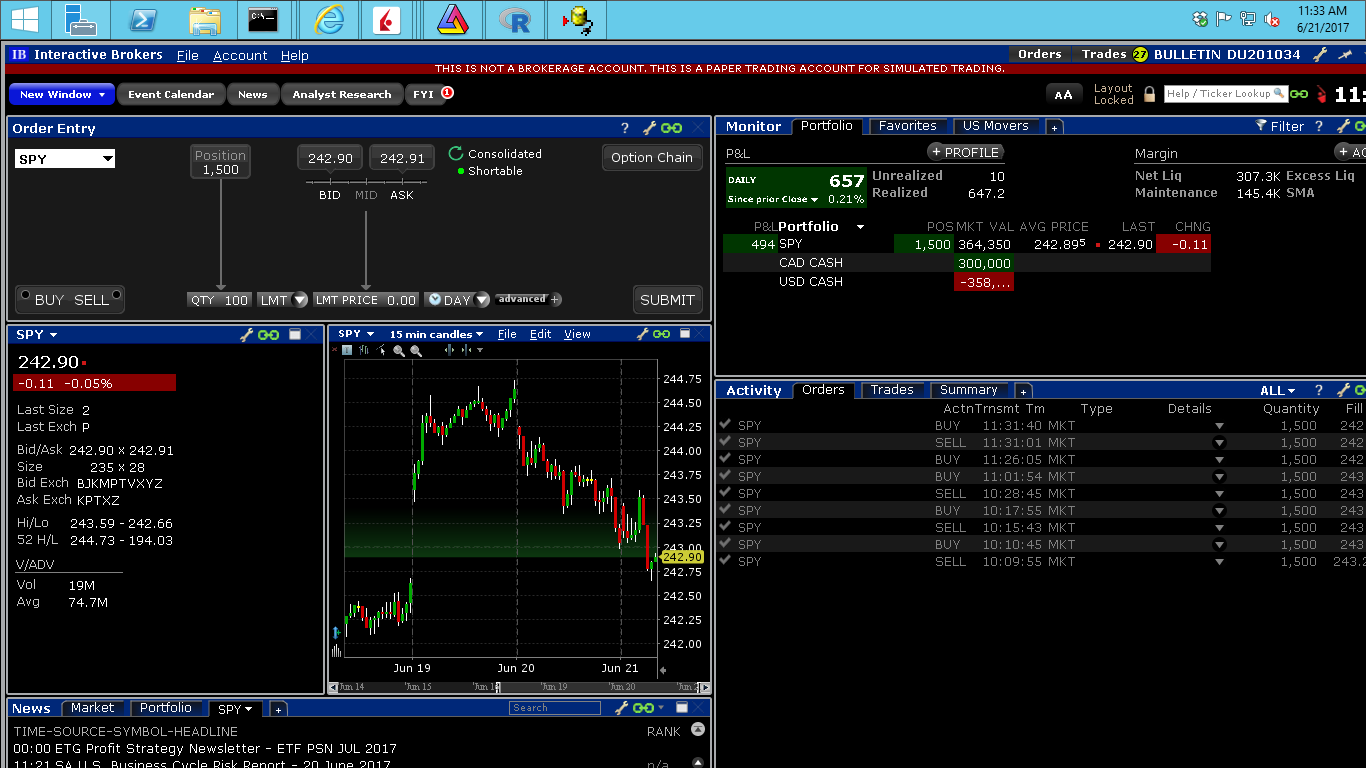 11:33 AM
6/21/2017
IB Interactive Brokers File Account Help Orders Trades 27 BULLETIN DU201034
THIS IS NOT A BROKERAGE ACCOUNT. THIS IS A PAPER TRADING ACCOUNT FOR SIMULATED TRADING.
New Window Event Calendar News Analyst Research FYI 1 AA Layout Locked Help / Ticker Lookup 11:
Order Entry ?
SPY Position 1,500 242.90 242.91 Consolidated Option Chain
Shortable
BID MID ASK
BUY SELL QTY 100 LMT LMT PRICE 0.00 DAY advanced + SUBMIT
Monitor Portfolio Favorites US Movers + Filter ?
P&L + PROFILE Margin
DAILY 657 Unrealized 10 Net Liq 307.3K Excess Liq
Since prior Close 0.21% Realized 647.2 Maintenance 145.4K SMA
P&L Portfolio POS MKT VAL AVG PRICE LAST CHNG
494 SPY 1,500 364,350 242.895 242.90 -0.11
CAD CASH 300,000
USD CASH -358,...
SPY
242.90
-0.11 -0.05%
Last Size 2
Last Exch P
Bid/Ask 242.90 x 242.91
Size 235 x 28
Bid Exch BJKMPTVXYZ
Ask Exch KPTXZ
Hi/Lo 243.59 - 242.66
52 H/L 244.73 - 194.03
V/ADV
Vol 19M
Avg 74.7M
SPY 15 min candles File Edit View
244.75
244.50
244.25
244.00
243.75
243.50
243.25
243.00
242.90
242.75
242.50
242.25
242.00
Jun 19 Jun 20 Jun 21
Jun 14 Jun 15 Jun 19 Jun 20
Activity Orders Trades Summary + ALL ?
Actn Trnsmt Tm Type Details Quantity Fill
SPY BUY 11:31:40 MKT 1,500 242
SPY SELL 11:31:01 MKT 1,500 242
SPY BUY 11:26:05 MKT 1,500 242
SPY BUY 11:01:54 MKT 1,500 243
SPY SELL 10:28:45 MKT 1,500 243
SPY BUY 10:17:55 MKT 1,500 243
SPY SELL 10:15:43 MKT 1,500 243
SPY BUY 10:10:45 MKT 1,500 243
SPY SELL 10:09:55 MKT 1,500 243.2
News Market Portfolio SPY + Search
TIME-SOURCE-SYMBOL-HEADLINE RANK
00:00 ETG Profit Strategy Newsletter - ETF PSN JUL 2017
11:21 SA U.S. Business Cycle Risk Report - 20 June 2017 n/a